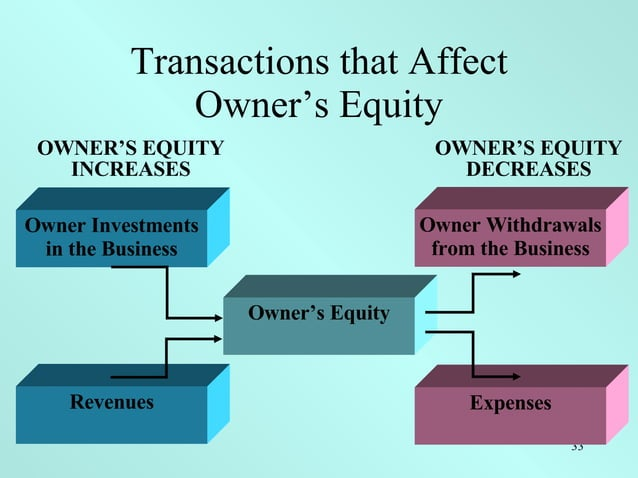 Transactions that Affect
Owner’s Equity
OWNER’S EQUITY
INCREASES
OWNER’S EQUITY
DECREASES
Owner Investments
in the Business
Owner Withdrawals
from the Business
Owner’s Equity
Revenues
Expenses
33